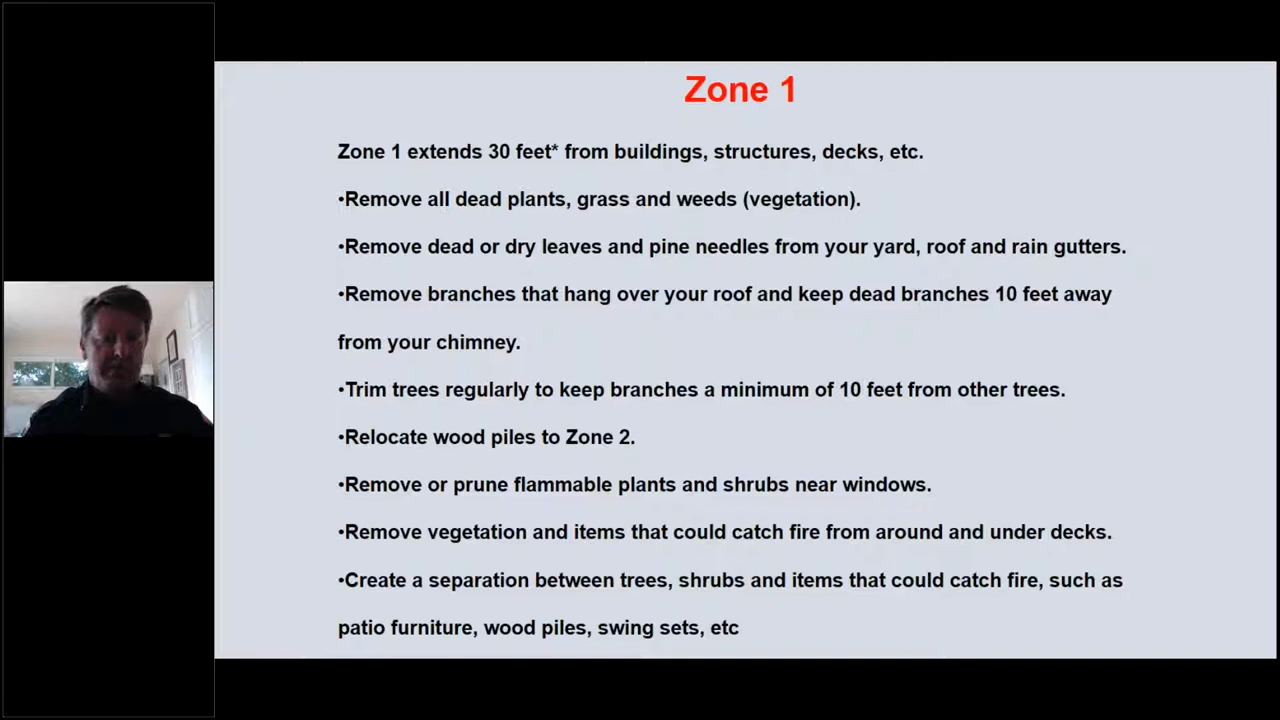 Zone 1
Zone 1 extends 30 feet* from buildings, structures, decks, etc.
•Remove all dead plants, grass and weeds (vegetation).
•Remove dead or dry leaves and pine needles from your yard, roof and rain gutters.
•Remove branches that hang over your roof and keep dead branches 10 feet away
from your chimney.
•Trim trees regularly to keep branches a minimum of 10 feet from other trees.
•Relocate wood piles to Zone 2.
•Remove or prune flammable plants and shrubs near windows.
•Remove vegetation and items that could catch fire from around and under decks.
•Create a separation between trees, shrubs and items that could catch fire, such as
patio furniture, wood piles, swing sets, etc